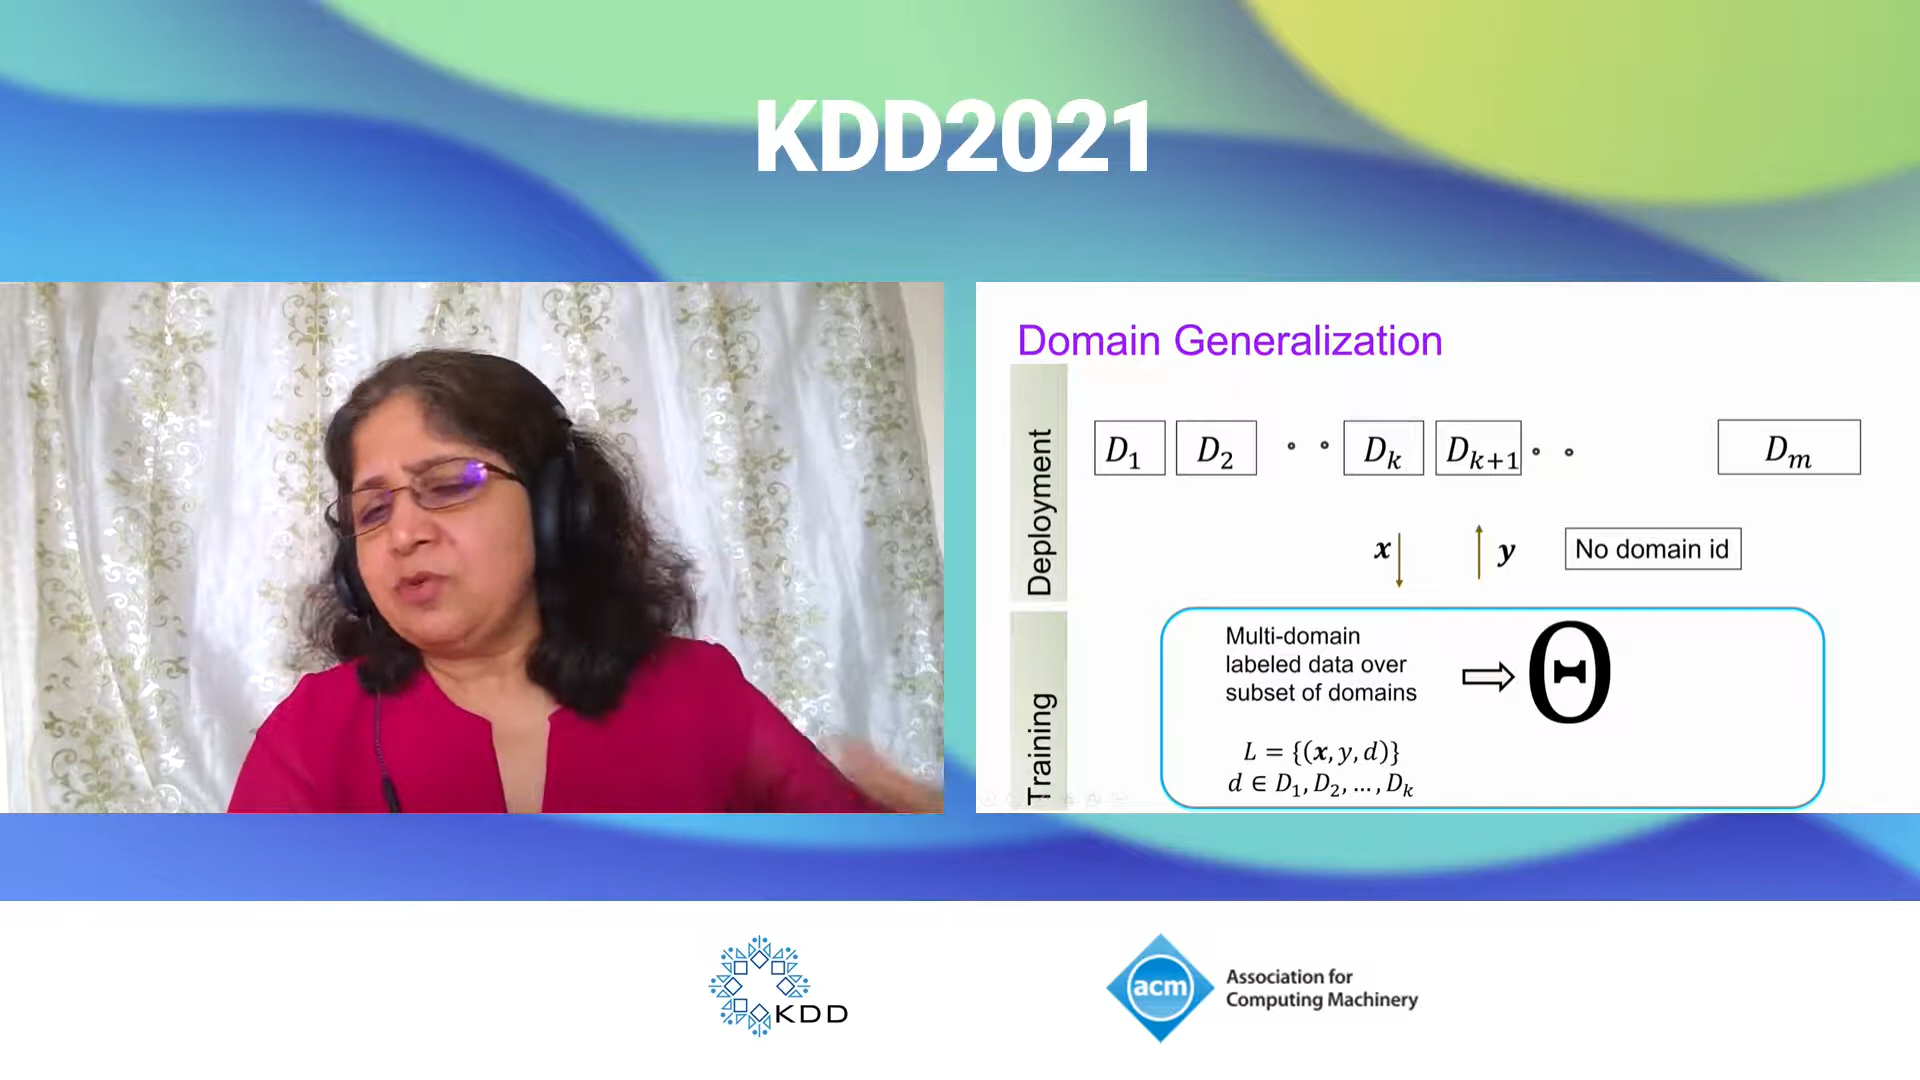 KDD2021
Domain Generalization
Deployment
D₁ D₂ ∘ ∘ Dₖ Dₖ₊₁ ∘ ∘ Dₘ
x y No domain id
Training
Multi-domain
labeled data over
subset of domains
⇨ Θ
L = {(x, y, d)}
d ∈ D₁, D₂, …, Dₖ
KDD
acm
Association for
Computing Machinery